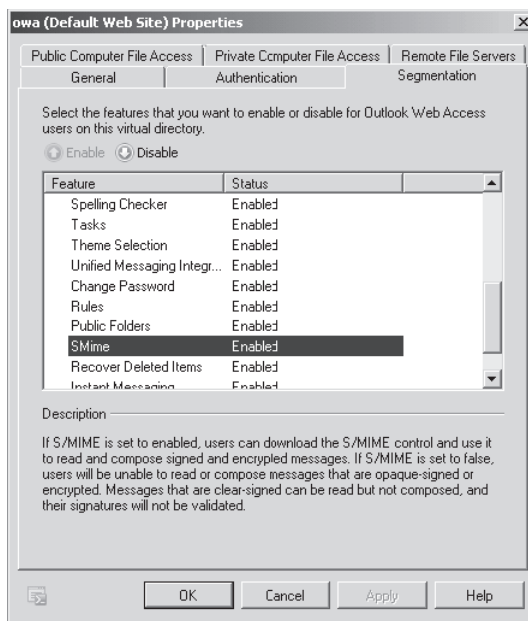 owa (Default Web Site) Properties
Public Computer File Access Private Computer File Access Remote File Servers
General Authentication Segmentation
Select the features that you want to enable or disable for Outlook Web Access
users on this virtual directory.
Enable Disable
Feature Status
Spelling Checker Enabled
Tasks Enabled
Theme Selection Enabled
Unified Messaging Integr... Enabled
Change Password Enabled
Rules Enabled
Public Folders Enabled
SMime Enabled
Recover Deleted Items Enabled
Instant Messaging Enabled
Description
If S/MIME is set to enabled, users can download the S/MIME control and use it
to read and compose signed and encrypted messages. If S/MIME is set to false,
users will be unable to read or compose messages that are opaque-signed or
encrypted. Messages that are clear-signed can be read but not composed, and
their signatures will not be validated.
OK Cancel Apply Help